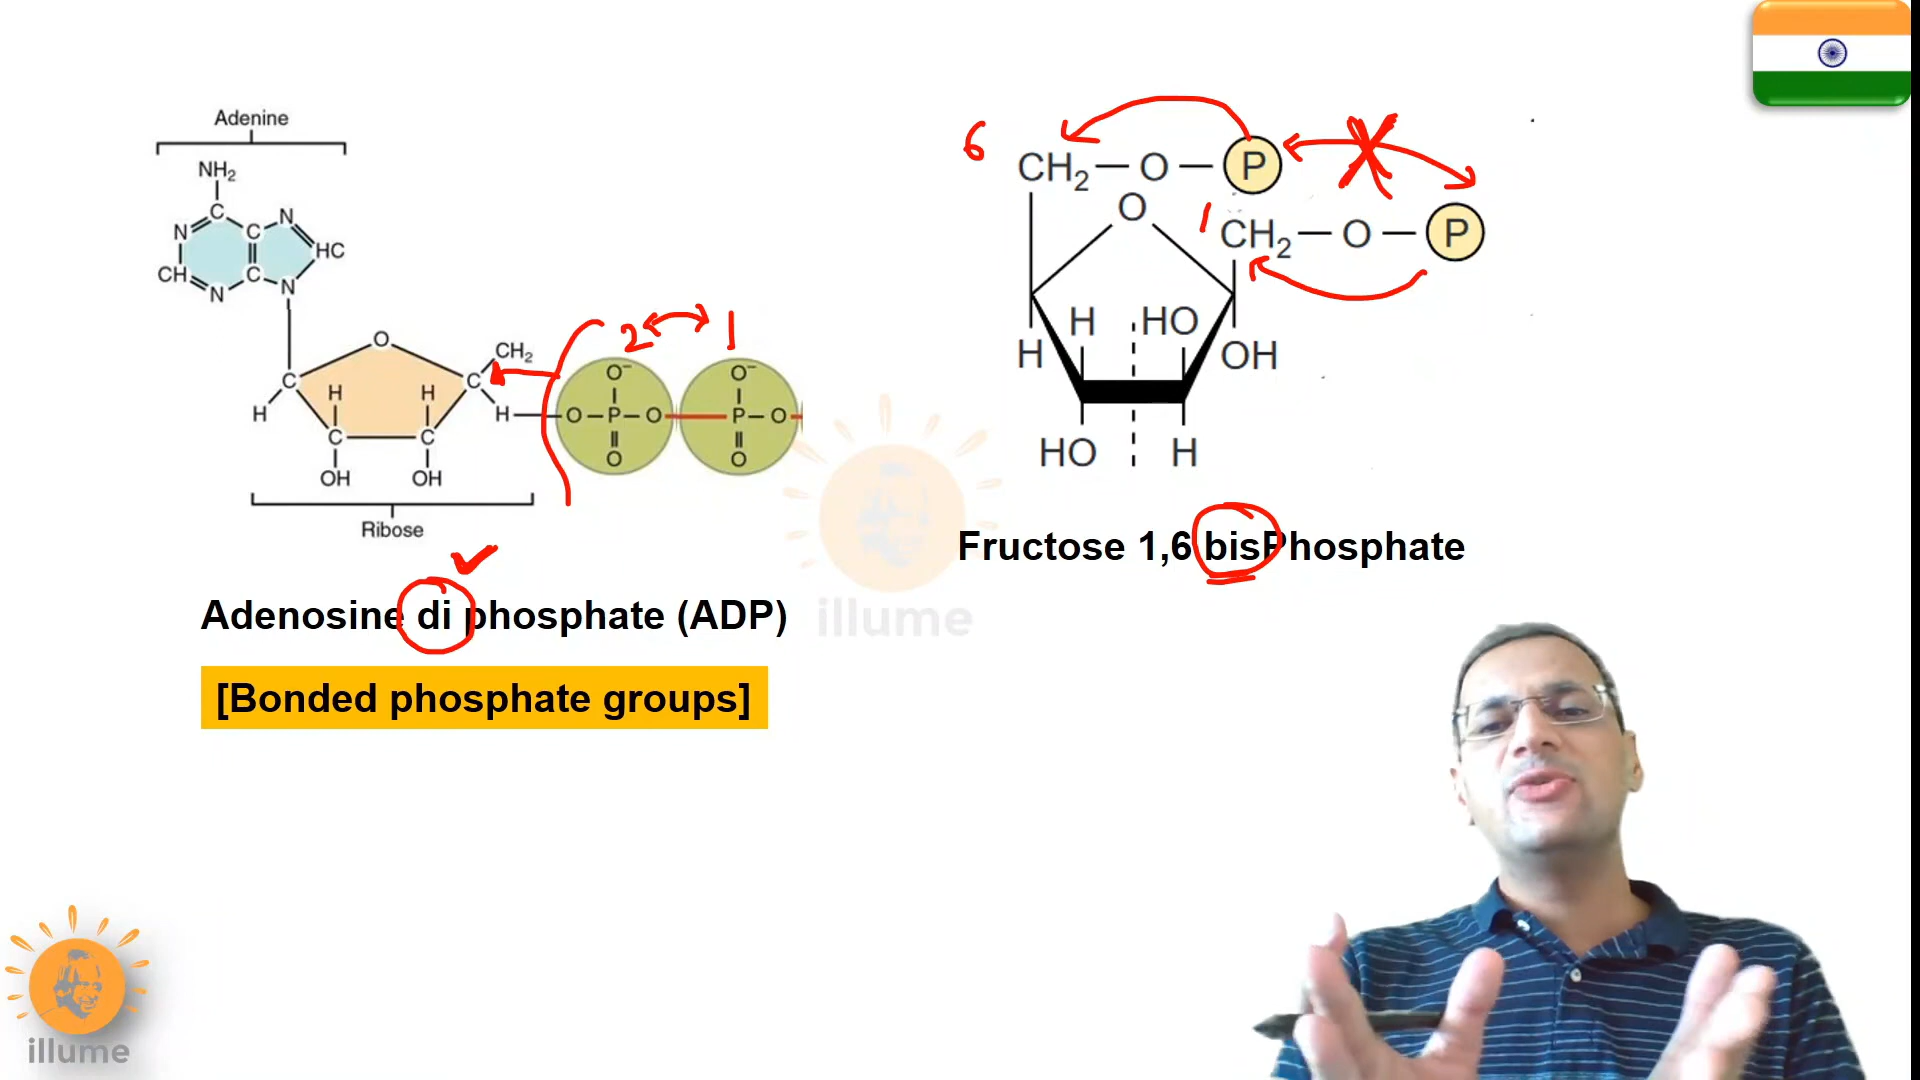 Adenine
NH2
C
N
N
C
HC
CH
C
N
N
O
CH2
C
C
H
H
H
H
C
C
OH
OH
Ribose
2
1
O⁻
O⁻
O–P–O
P–O
O
O
Adenosine di phosphate (ADP)
[Bonded phosphate groups]
6
CH2—O—P
O
1
CH2—O—P
H
HO
H
OH
HO
H
Fructose 1,6 bisPhosphate
illume
illume